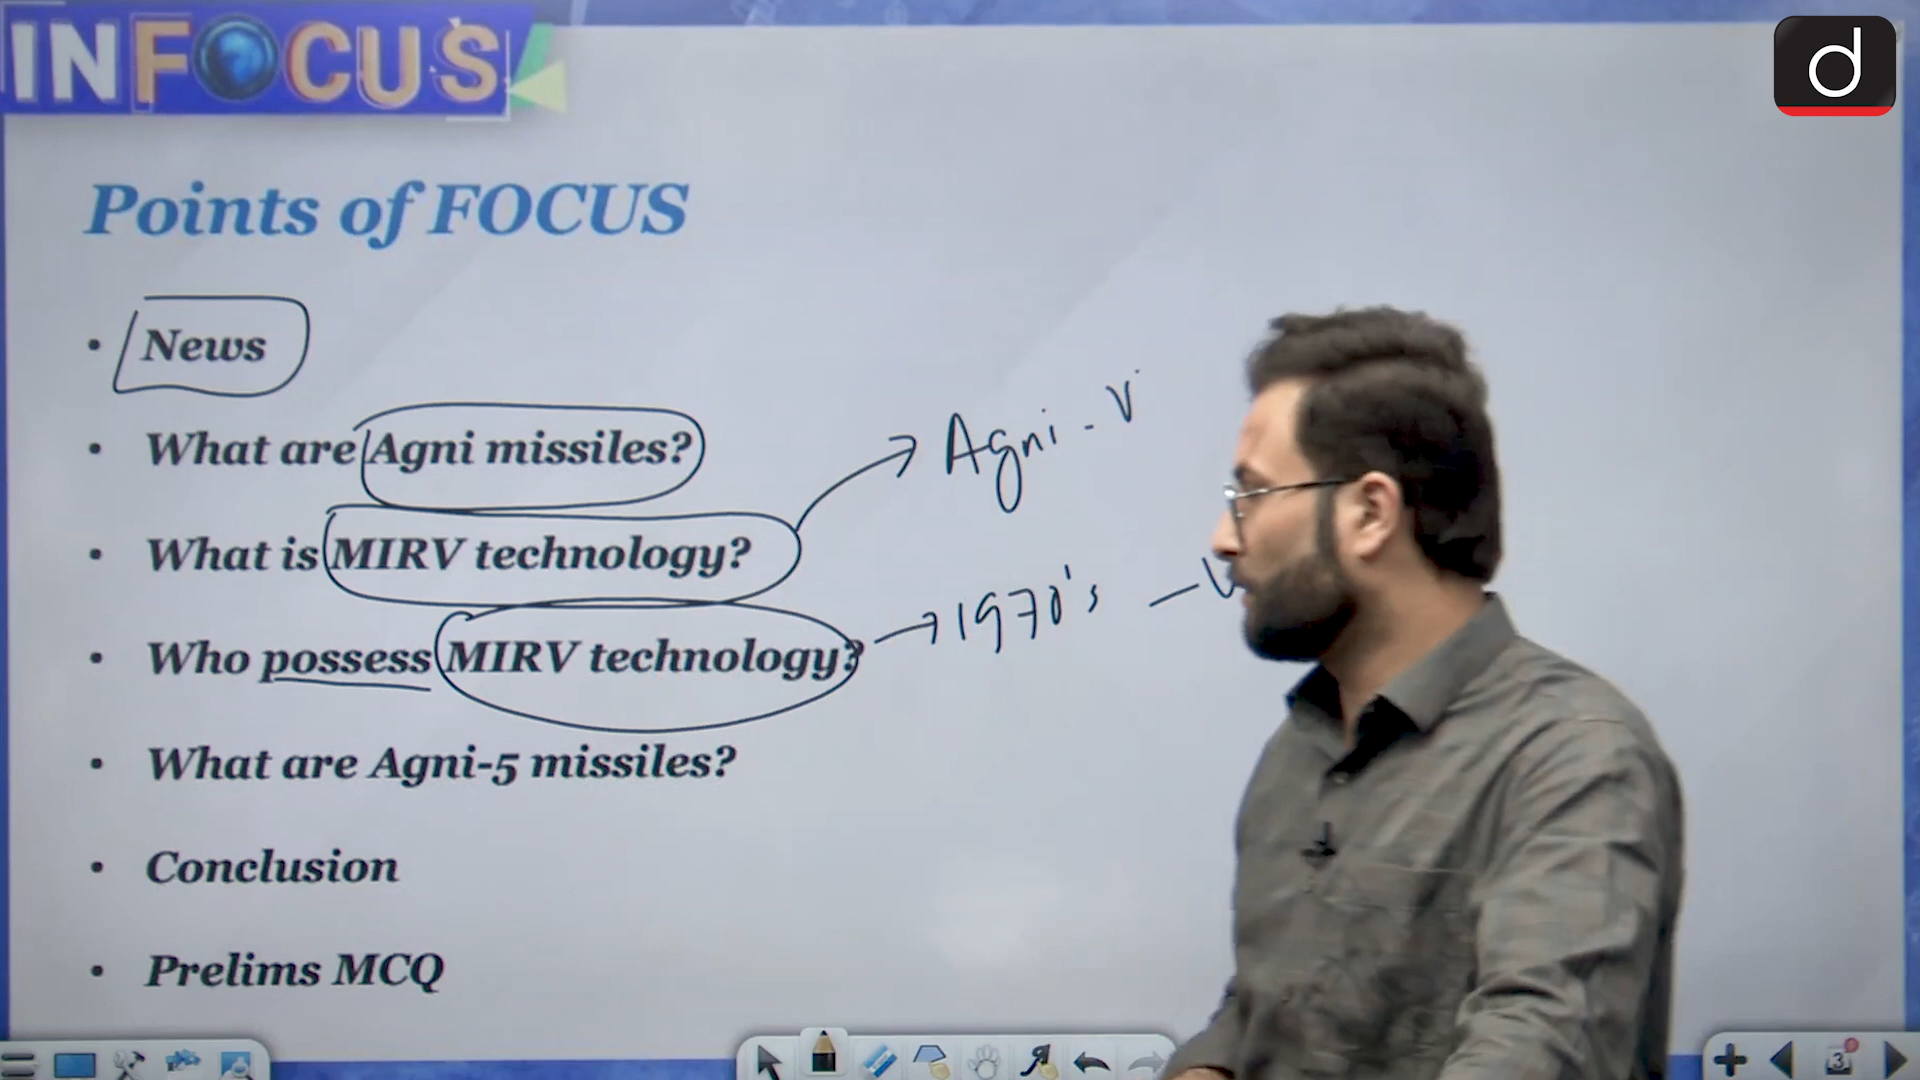 INFOCUS
d
Points of FOCUS
• News
• What are Agni missiles?
Agni - V
• What is MIRV technology?
• Who possess MIRV technology?
1970's
• What are Agni-5 missiles?
• Conclusion
• Prelims MCQ
3